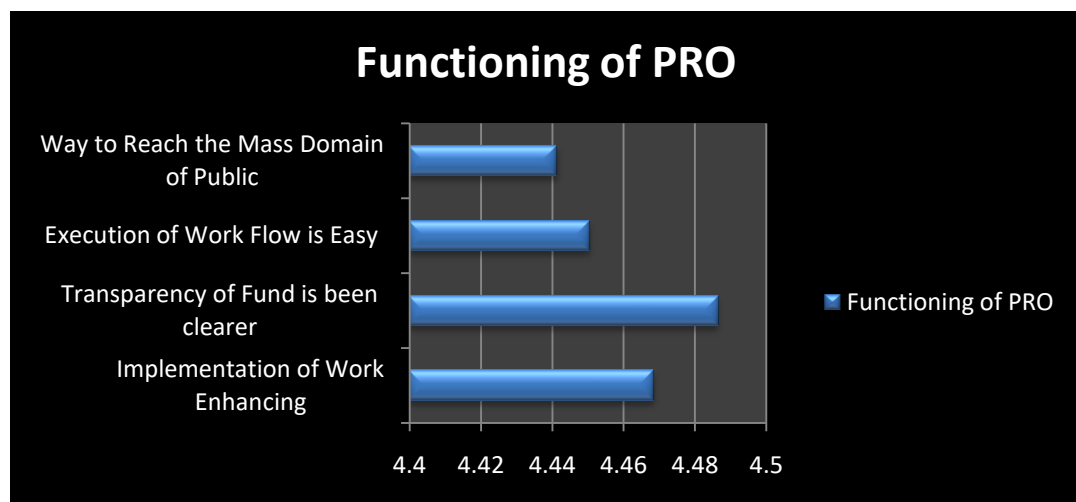 Functioning of PRO
Way to Reach the Mass Domain
of Public
Execution of Work Flow is Easy
Transparency of Fund is been
clearer
Implementation of Work
Enhancing
4.4 4.42 4.44 4.46 4.48 4.5
Functioning of PRO